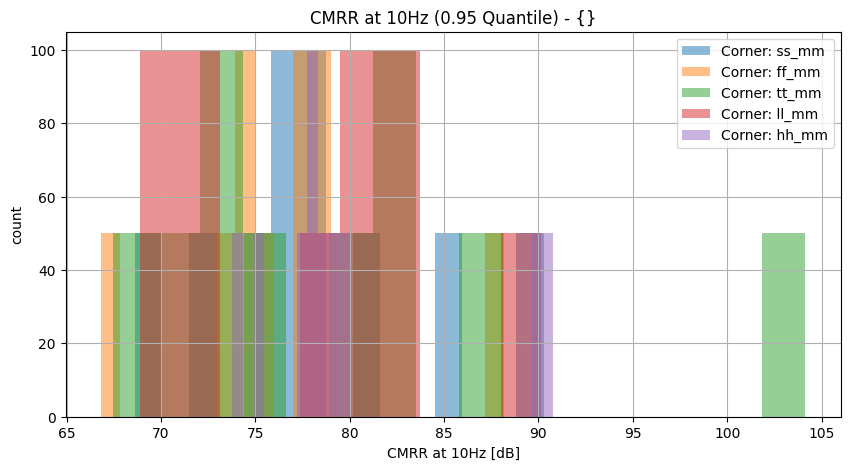 CMRR at 10Hz (0.95 Quantile) - {}
Corner: ss_mm
Corner: ff_mm
Corner: tt_mm
Corner: ll_mm
Corner: hh_mm
count
100
80
60
40
20
0
65 70 75 80 85 90 95 100 105
CMRR at 10Hz [dB]